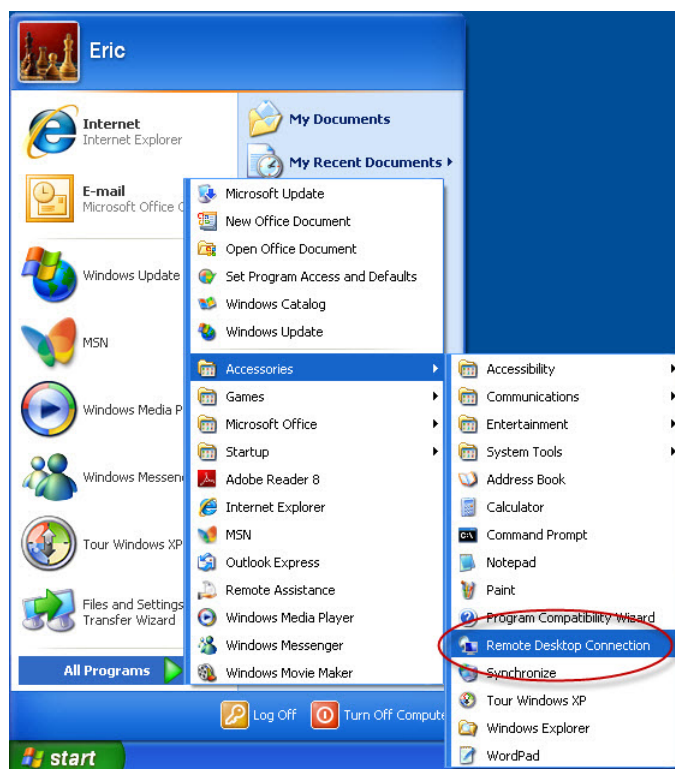 Eric
Internet
Internet Explorer
E-mail
Microsoft Office
Windows Update
MSN
Windows Media P
Windows Messen
Tour Windows XP
Files and Settings
Transfer Wizard
All Programs
My Documents
My Recent Documents
Microsoft Update
New Office Document
Open Office Document
Set Program Access and Defaults
Windows Catalog
Windows Update
Accessories
Games
Microsoft Office
Startup
Adobe Reader 8
Internet Explorer
MSN
Outlook Express
Remote Assistance
Windows Media Player
Windows Messenger
Windows Movie Maker
Accessibility
Communications
Entertainment
System Tools
Address Book
Calculator
Command Prompt
Notepad
Paint
Program Compatibility Wizard
Remote Desktop Connection
Synchronize
Tour Windows XP
Windows Explorer
WordPad
Log Off
Turn Off Compute
start